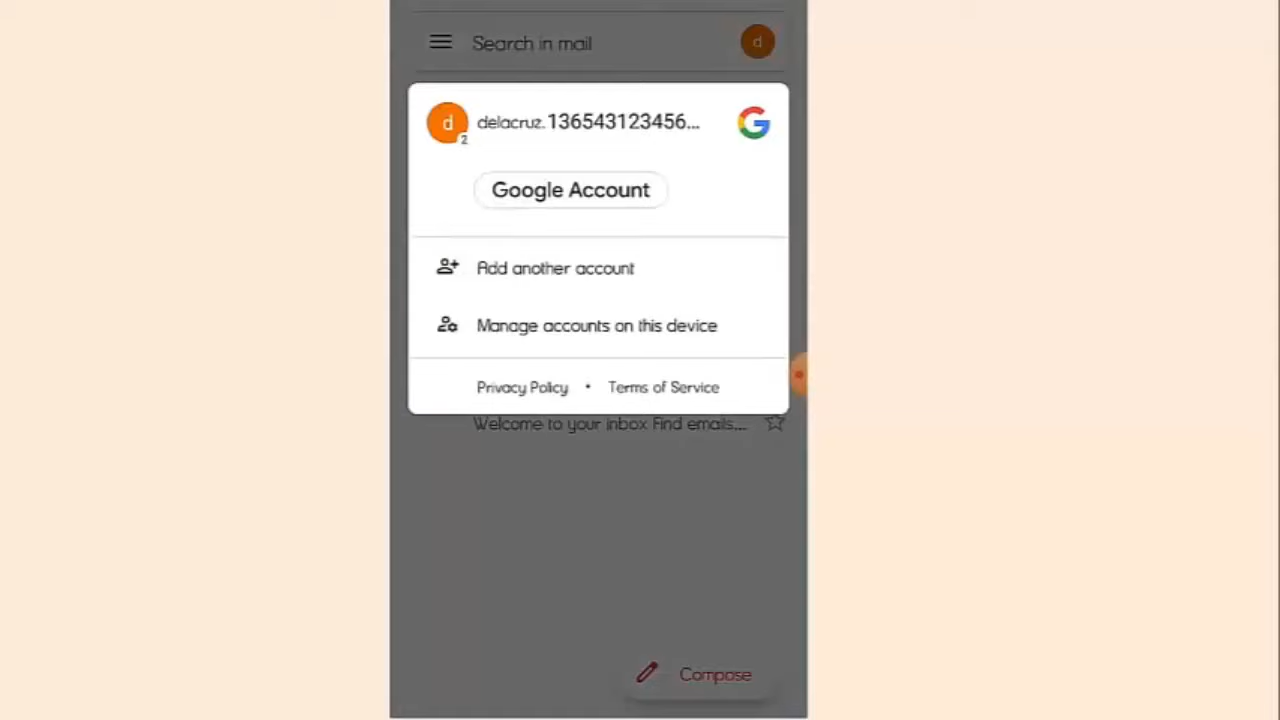 Search in mail
d
d
2
delacruz.136543123456...
Google Account
Add another account
Manage accounts on this device
Privacy Policy • Terms of Service
Welcome to your inbox Find emails...
Compose